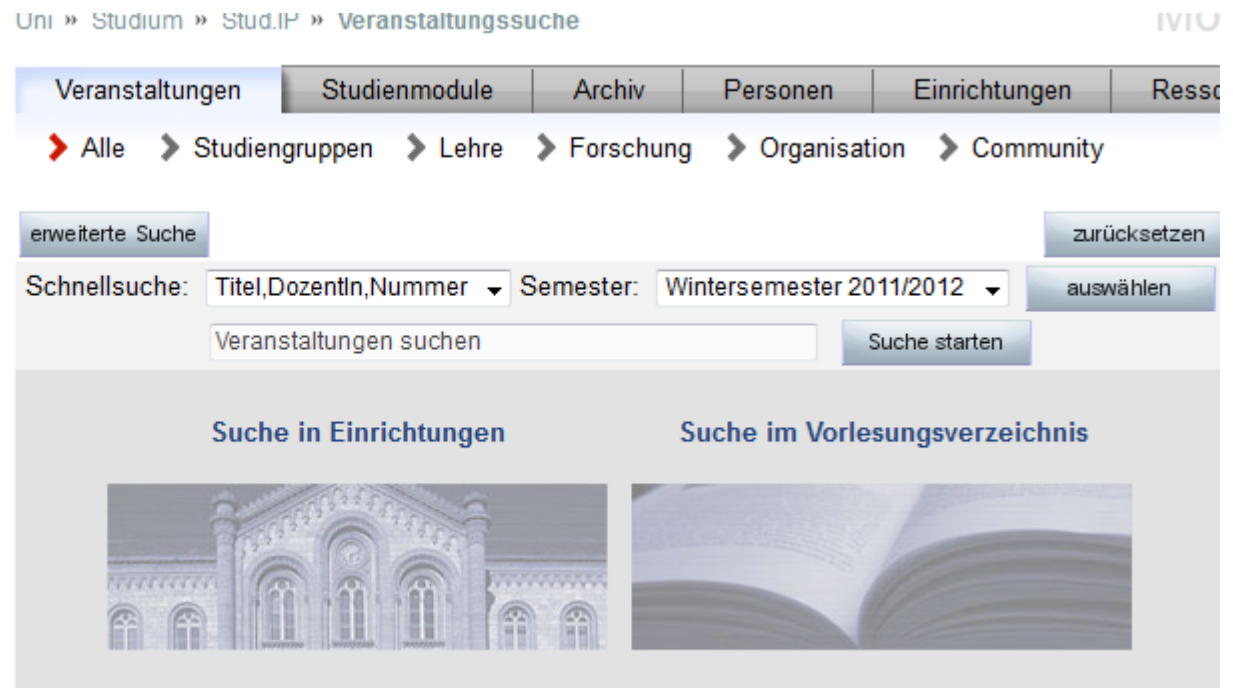 Uni » Studium » Stud.IP » Veranstaltungssuche
Veranstaltungen Studienmodule Archiv Personen Einrichtungen
Alle Studiengruppen Lehre Forschung Organisation Community
erweiterte Suche zurücksetzen
Schnellsuche: Titel,DozentIn,Nummer Semester: Wintersemester 2011/2012 auswählen
Veranstaltungen suchen Suche starten
Suche in Einrichtungen Suche im Vorlesungsverzeichnis